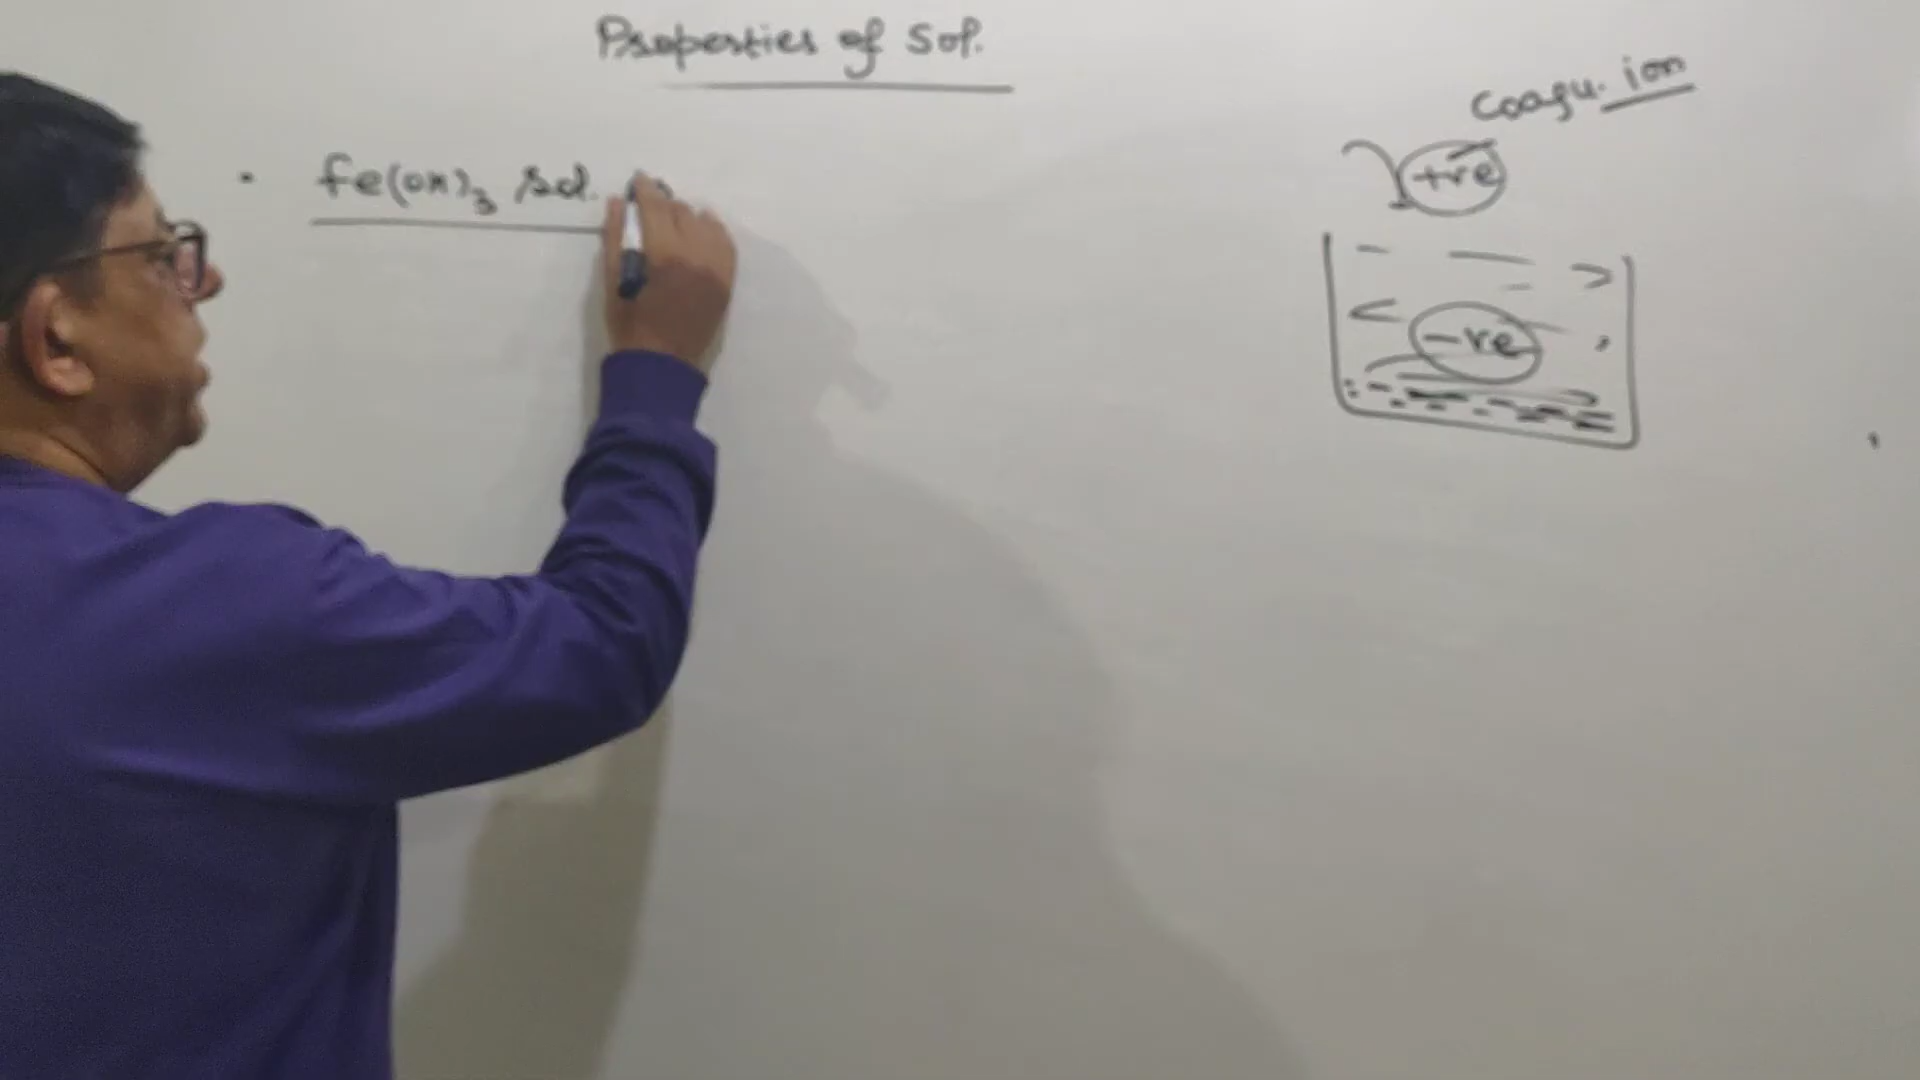 Properties of Sol.
Coagu. ion
• Fe(OH)₃ Sol.
+ve
-ve